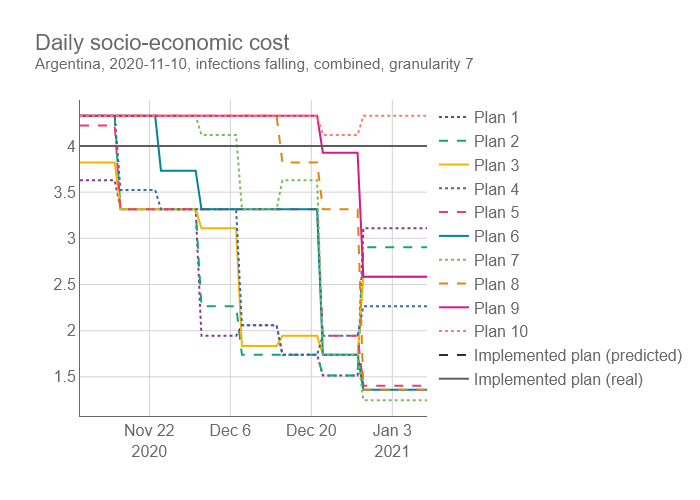 Daily socio-economic cost
Argentina, 2020-11-10, infections falling, combined, granularity 7
4
3.5
3
2.5
2
1.5
Nov 22
2020
Dec 6
Dec 20
Jan 3
2021
Plan 1
Plan 2
Plan 3
Plan 4
Plan 5
Plan 6
Plan 7
Plan 8
Plan 9
Plan 10
Implemented plan (predicted)
Implemented plan (real)